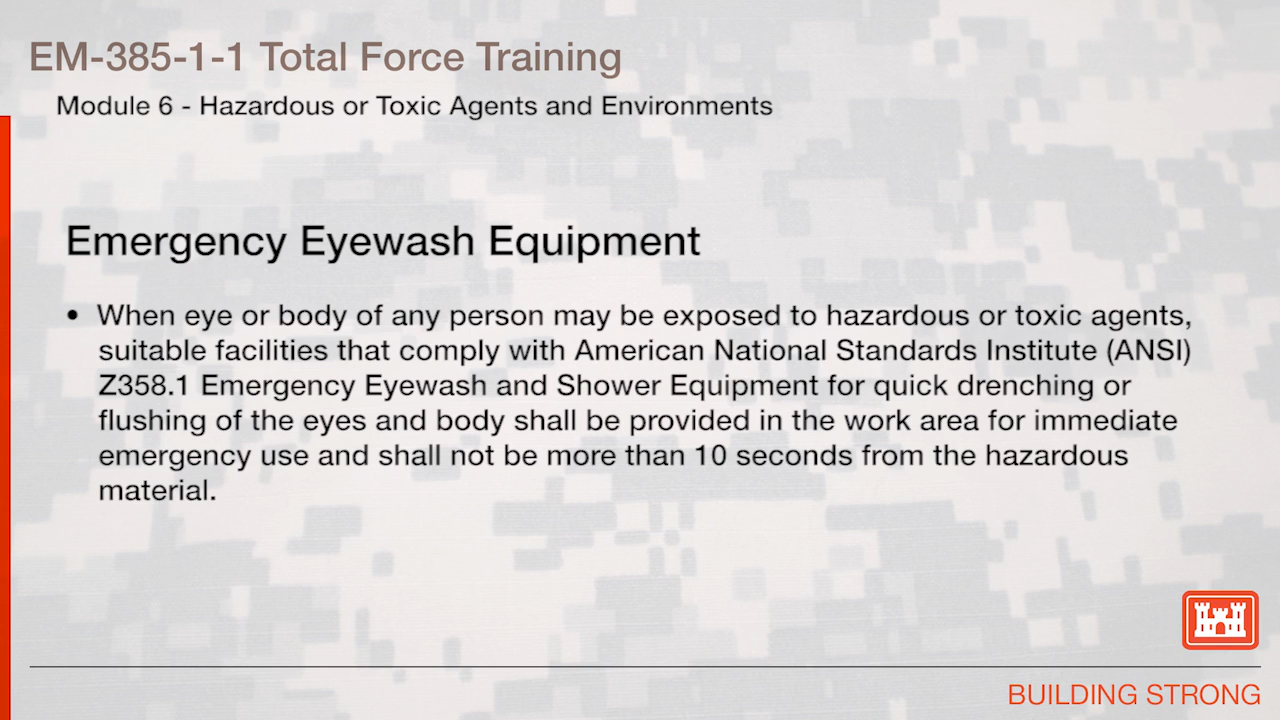 EM-385-1-1 Total Force Training
Module 6 - Hazardous or Toxic Agents and Environments
Emergency Eyewash Equipment
• When eye or body of any person may be exposed to hazardous or toxic agents,
suitable facilities that comply with American National Standards Institute (ANSI)
Z358.1 Emergency Eyewash and Shower Equipment for quick drenching or
flushing of the eyes and body shall be provided in the work area for immediate
emergency use and shall not be more than 10 seconds from the hazardous
material.
BUILDING STRONG